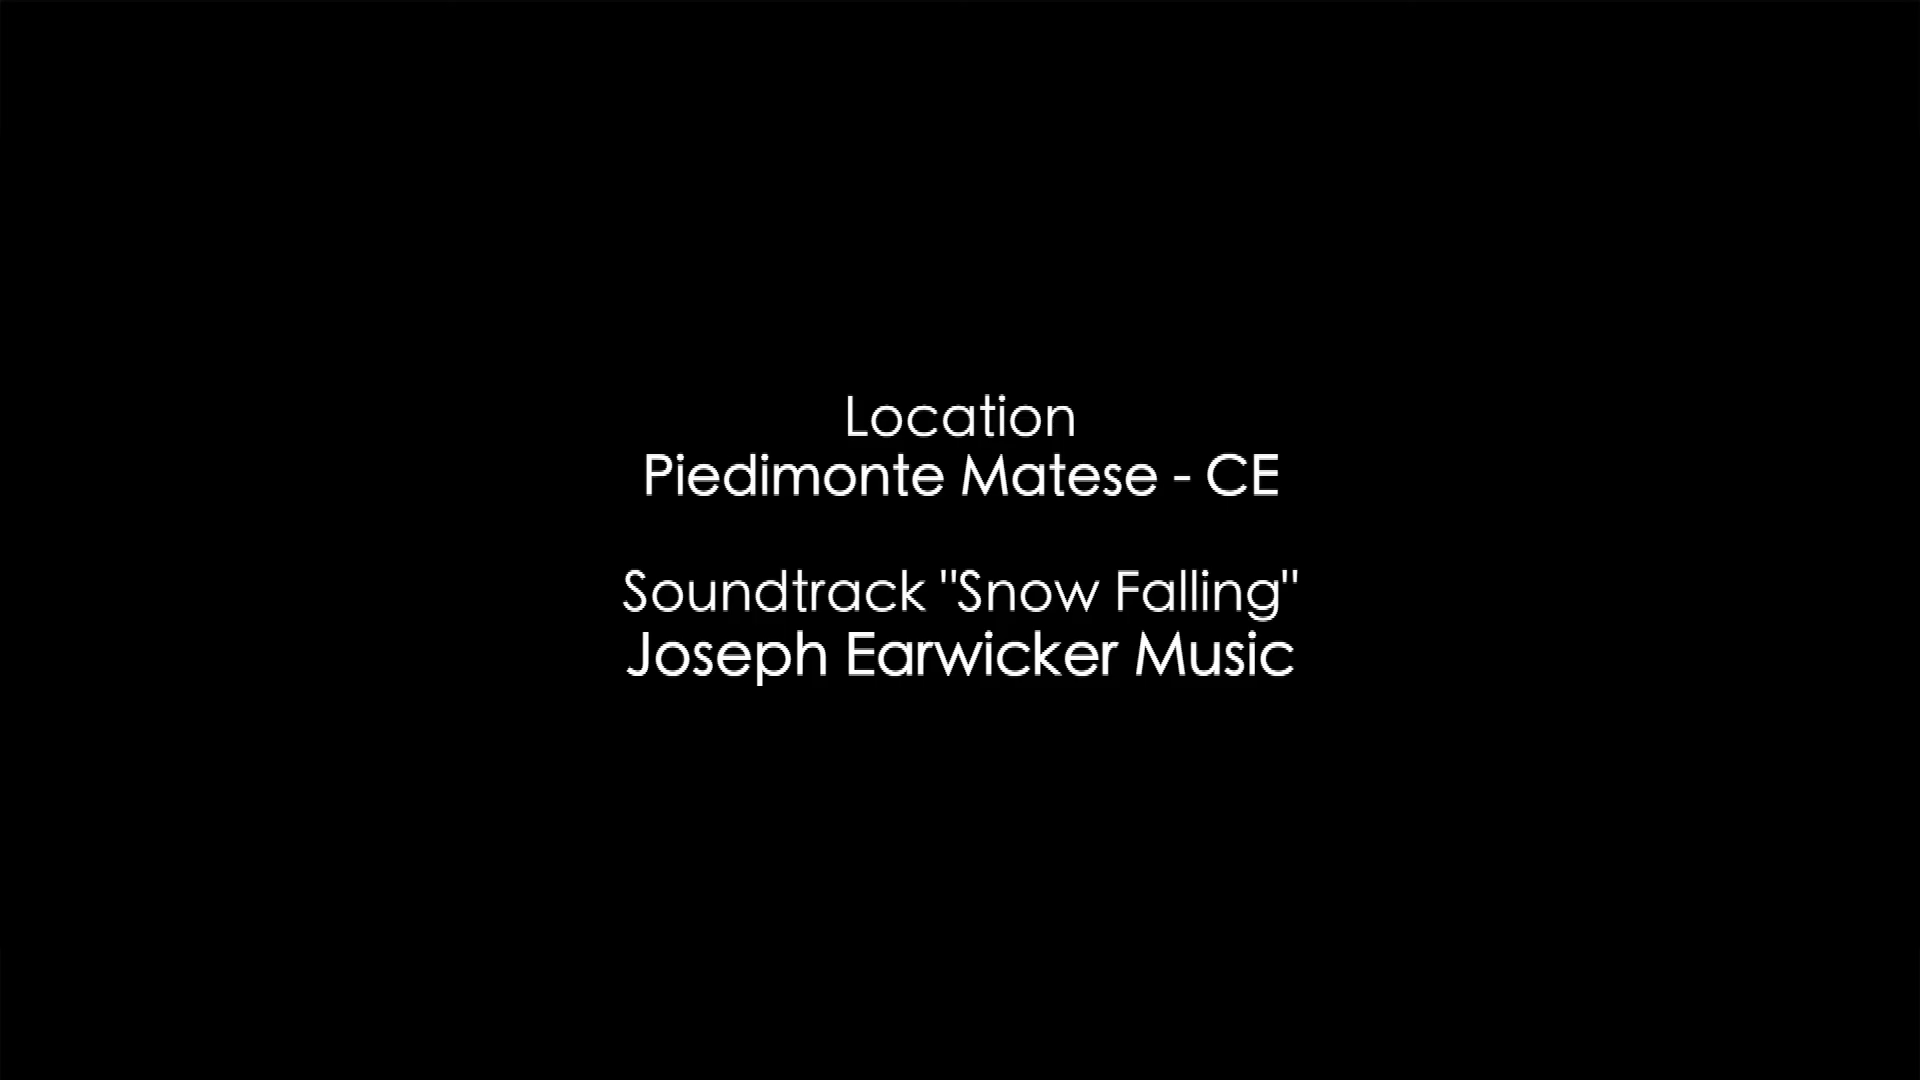 Location
Piedimonte Matese - CE
Soundtrack "Snow Falling"
Joseph Earwicker Music